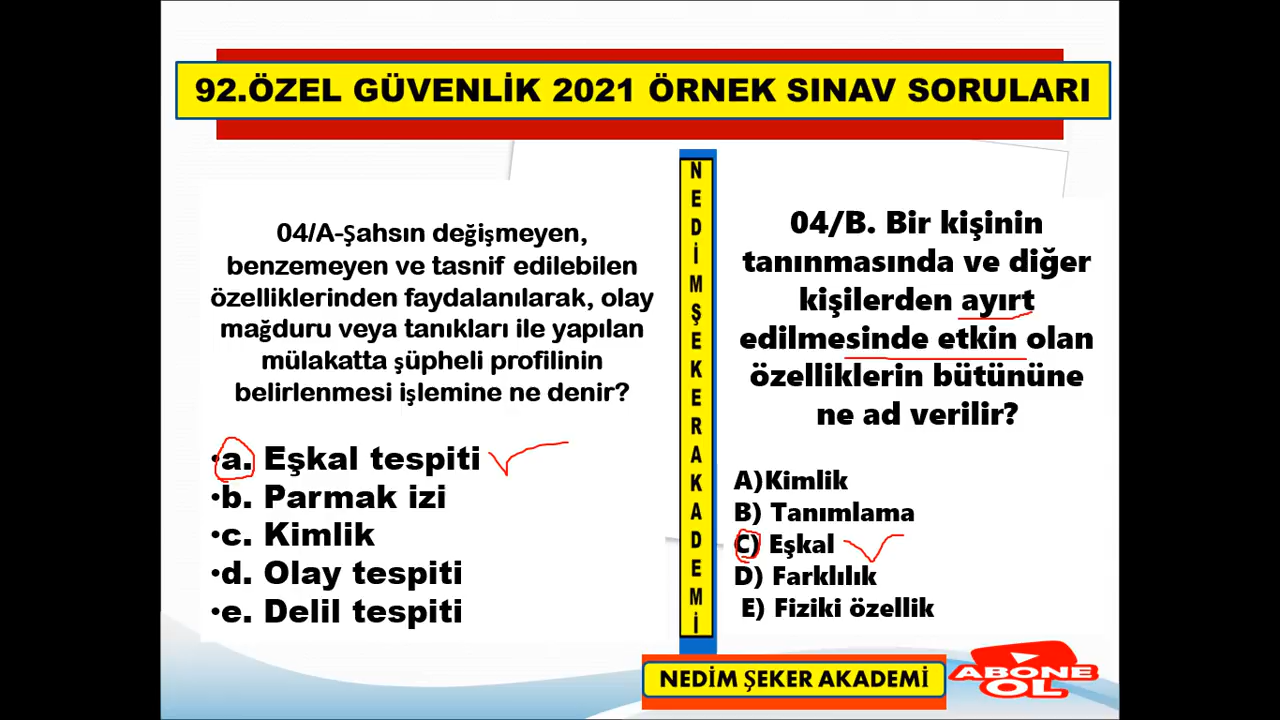 92.ÖZEL GÜVENLİK 2021 ÖRNEK SINAV SORULARI
04/A-Şahsın değişmeyen,
benzemeyen ve tasnif edilebilen
özelliklerinden faydalanılarak, olay
mağduru veya tanıkları ile yapılan
mülakatta şüpheli profilinin
belirlenmesi işlemine ne denir?
•a. Eşkal tespiti
•b. Parmak izi
•c. Kimlik
•d. Olay tespiti
•e. Delil tespiti
N
E
D
İ
M
Ş
E
K
E
R
A
K
A
D
E
M
İ
04/B. Bir kişinin
tanınmasında ve diğer
kişilerden ayırt
edilmesinde etkin olan
özelliklerin bütününe
ne ad verilir?
A)Kimlik
B) Tanımlama
C) Eşkal
D) Farklılık
E) Fiziki özellik
NEDİM ŞEKER AKADEMİ
ABONE
OL